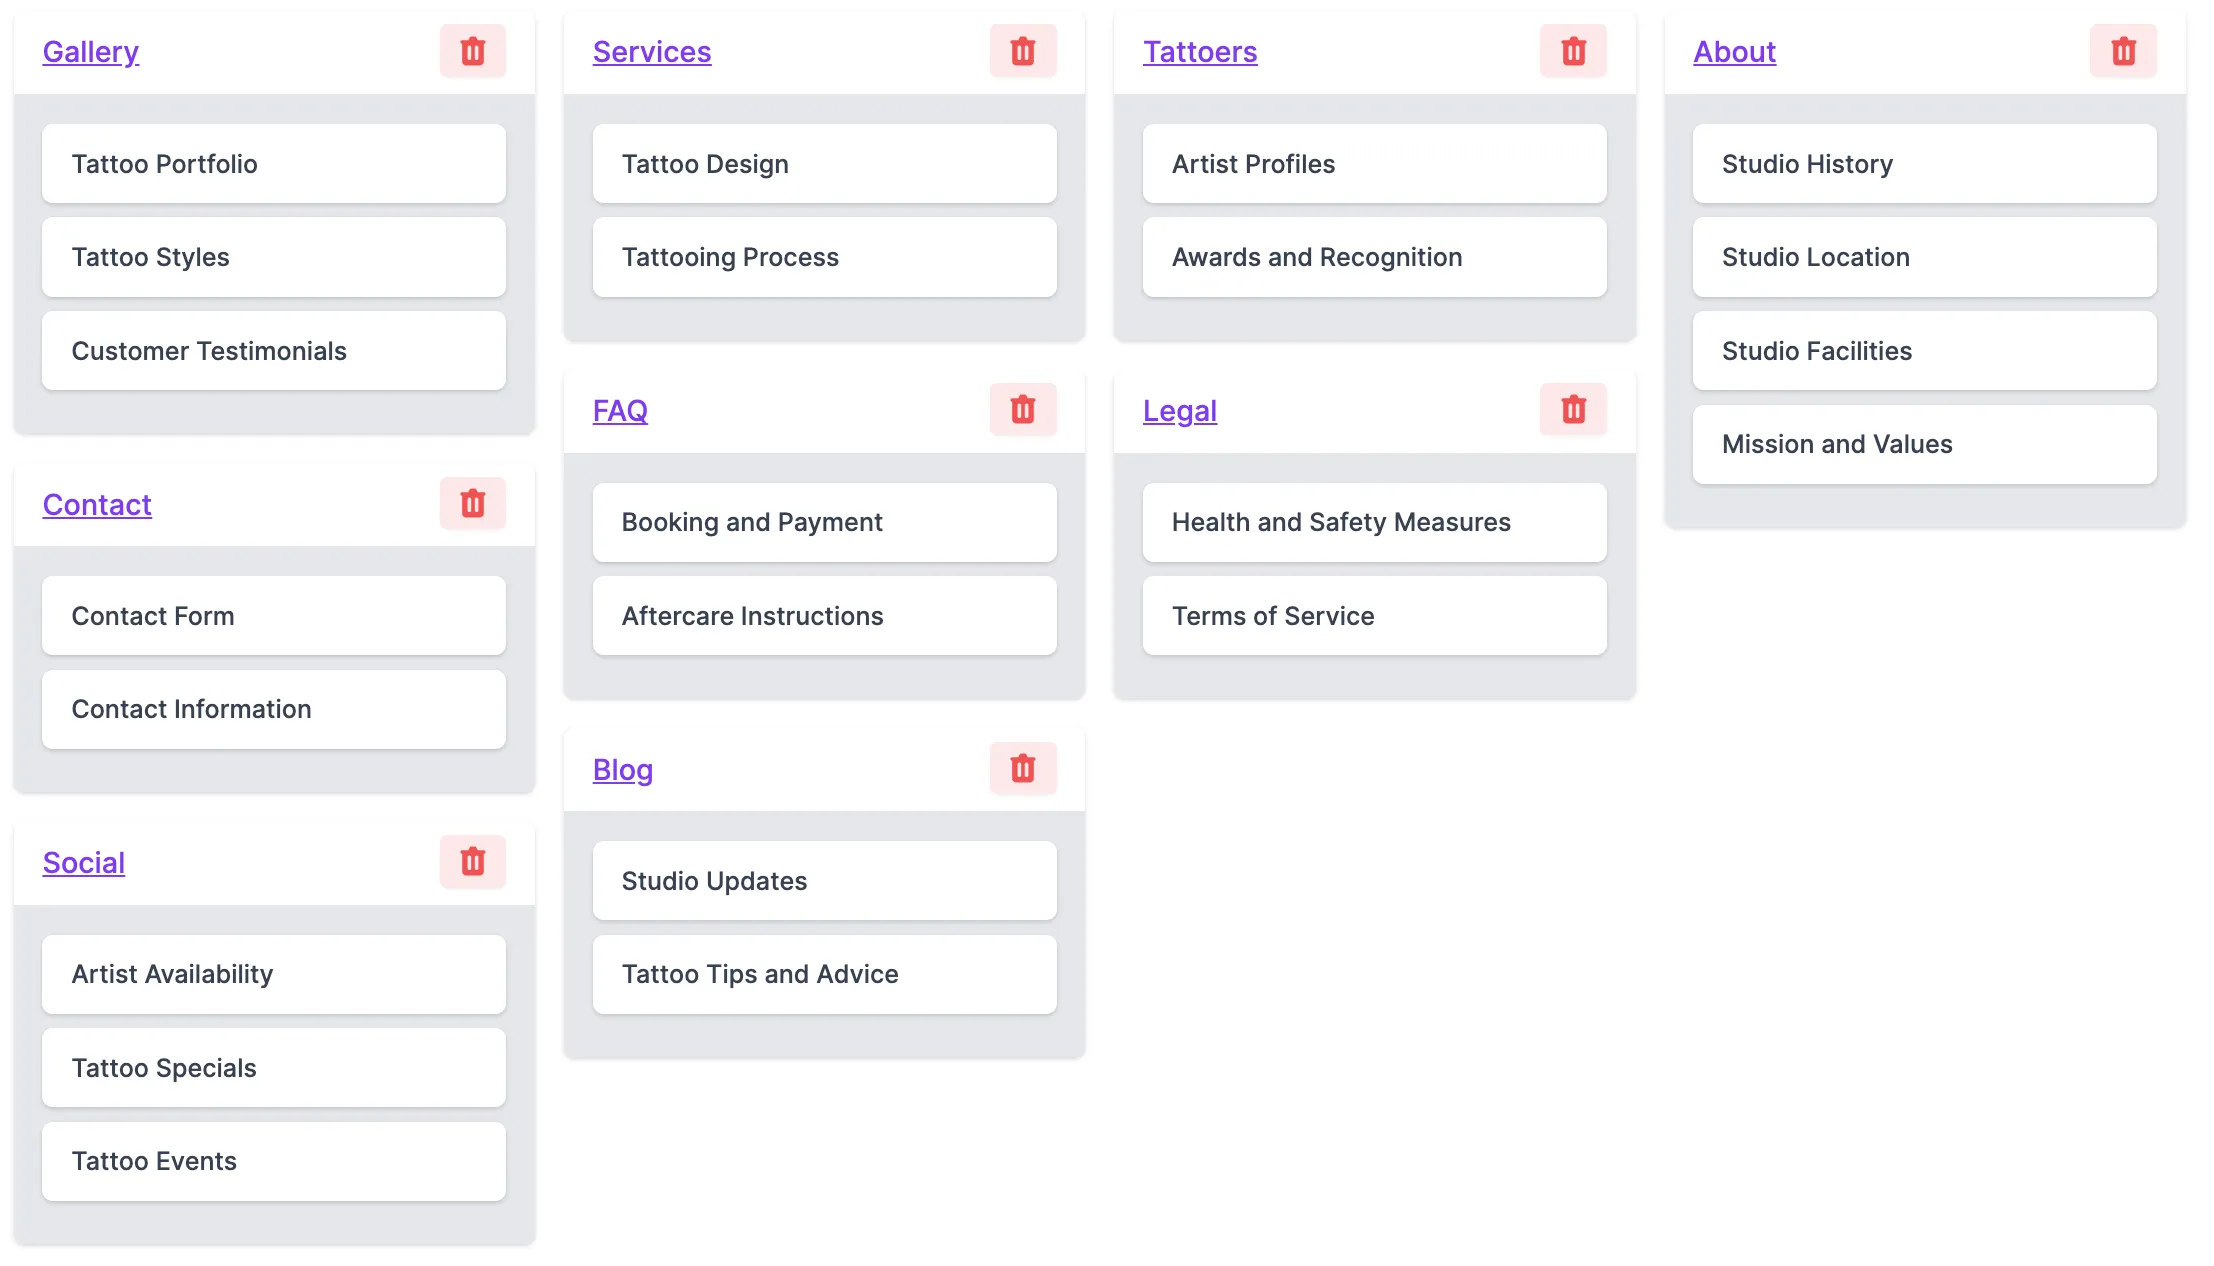 Gallery
Tattoo Portfolio
Tattoo Styles
Customer Testimonials
Contact
Contact Form
Contact Information
Social
Artist Availability
Tattoo Specials
Tattoo Events
Services
Tattoo Design
Tattooing Process
FAQ
Booking and Payment
Aftercare Instructions
Blog
Studio Updates
Tattoo Tips and Advice
Tattoers
Artist Profiles
Awards and Recognition
Legal
Health and Safety Measures
Terms of Service
About
Studio History
Studio Location
Studio Facilities
Mission and Values